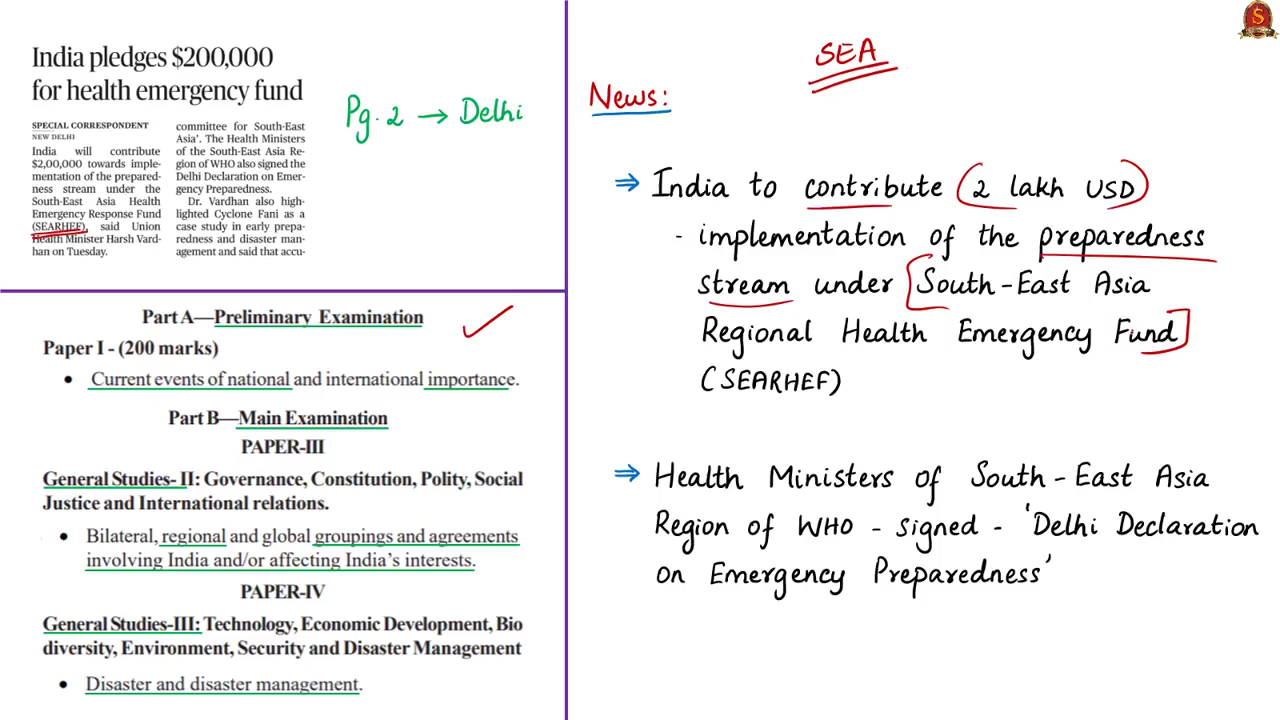 India pledges $200,000
for health emergency fund
SPECIAL CORRESPONDENT
NEW DELHI
India will contribute
$2,00,000 towards imple-
mentation of the prepared-
ness stream under the
South-East Asia Health
Emergency Response Fund
(SEARHEF), said Union
Health Minister Harsh Vard-
han on Tuesday.
committee for South-East
Asia'. The Health Ministers
of the South-East Asia Re-
gion of WHO also signed the
Delhi Declaration on Emer-
gency Preparedness.
Dr. Vardhan also high-
lighted Cyclone Fani as a
case study in early prepa-
redness and disaster man-
agement and said that accu-
Pg. 2 → Delhi
Part A—Preliminary Examination
Paper I - (200 marks)
• Current events of national and international importance.
Part B—Main Examination
PAPER-III
General Studies- II: Governance, Constitution, Polity, Social
Justice and International relations.
• Bilateral, regional and global groupings and agreements
involving India and/or affecting India's interests.
PAPER-IV
General Studies-III: Technology, Economic Development, Bio
diversity, Environment, Security and Disaster Management
• Disaster and disaster management.
SEA
News:
⇒ India to contribute (2 lakh USD)
- implementation of the preparedness
stream under [South-East Asia
Regional Health Emergency Fund]
(SEARHEF)
⇒ Health Ministers of South-East Asia
Region of WHO - signed - 'Delhi Declaration
on Emergency Preparedness'
S